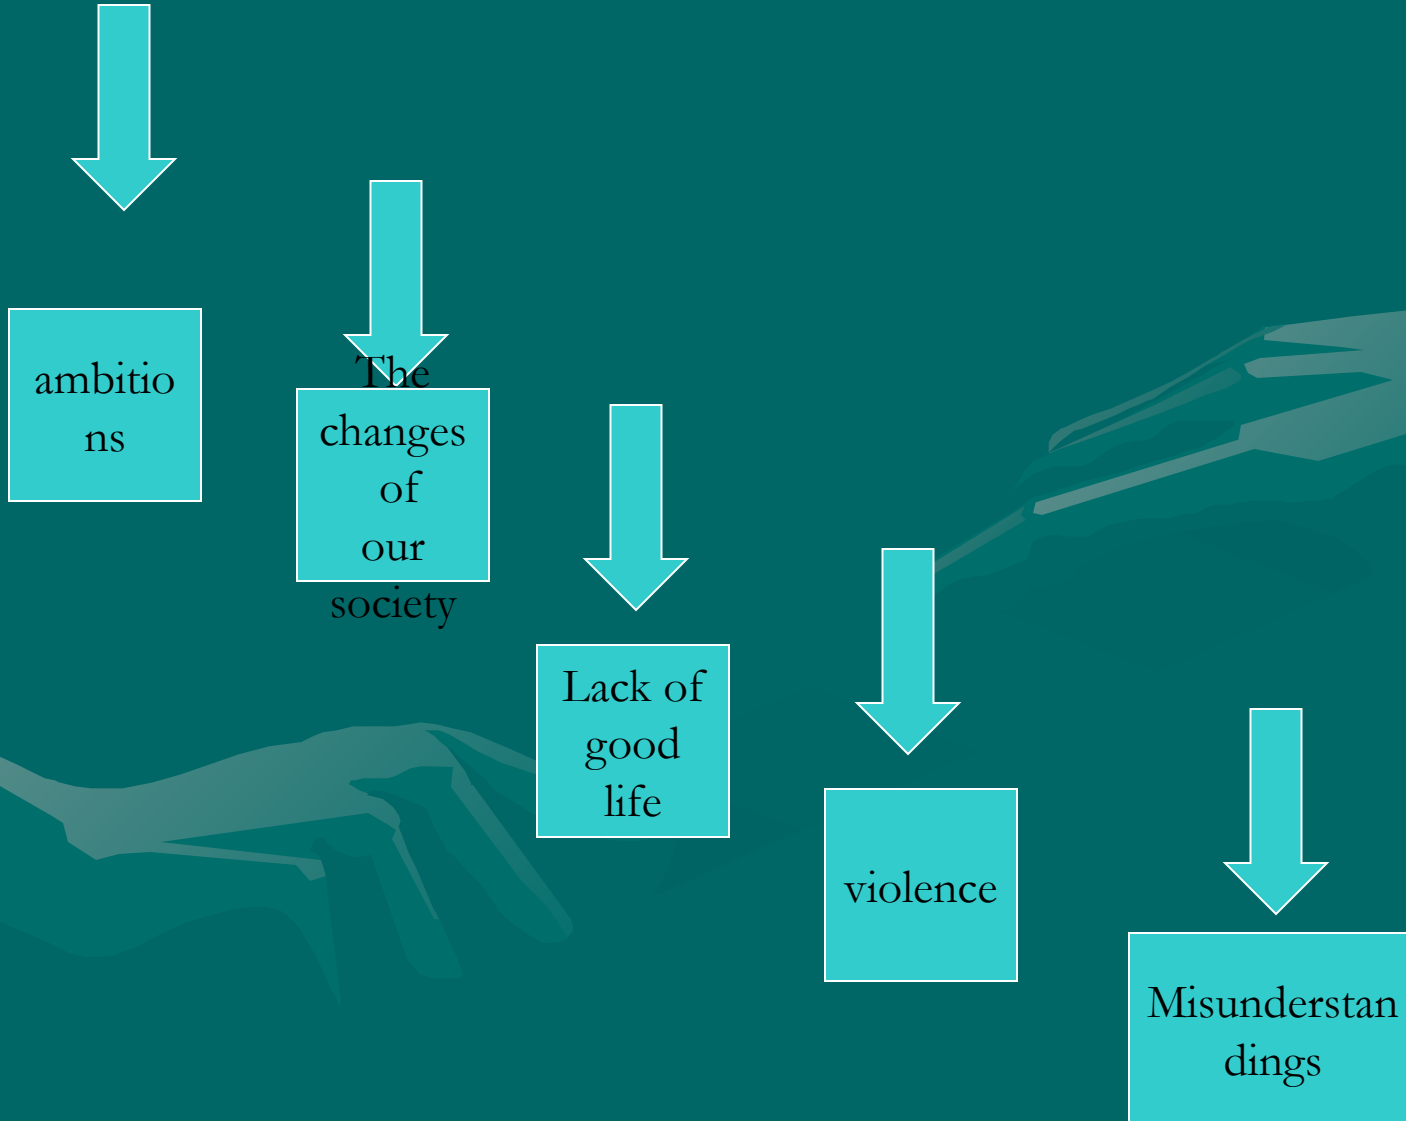 ambitio
ns
The
changes
of
our
society
Lack of
good
life
violence
Misunderstan
dings